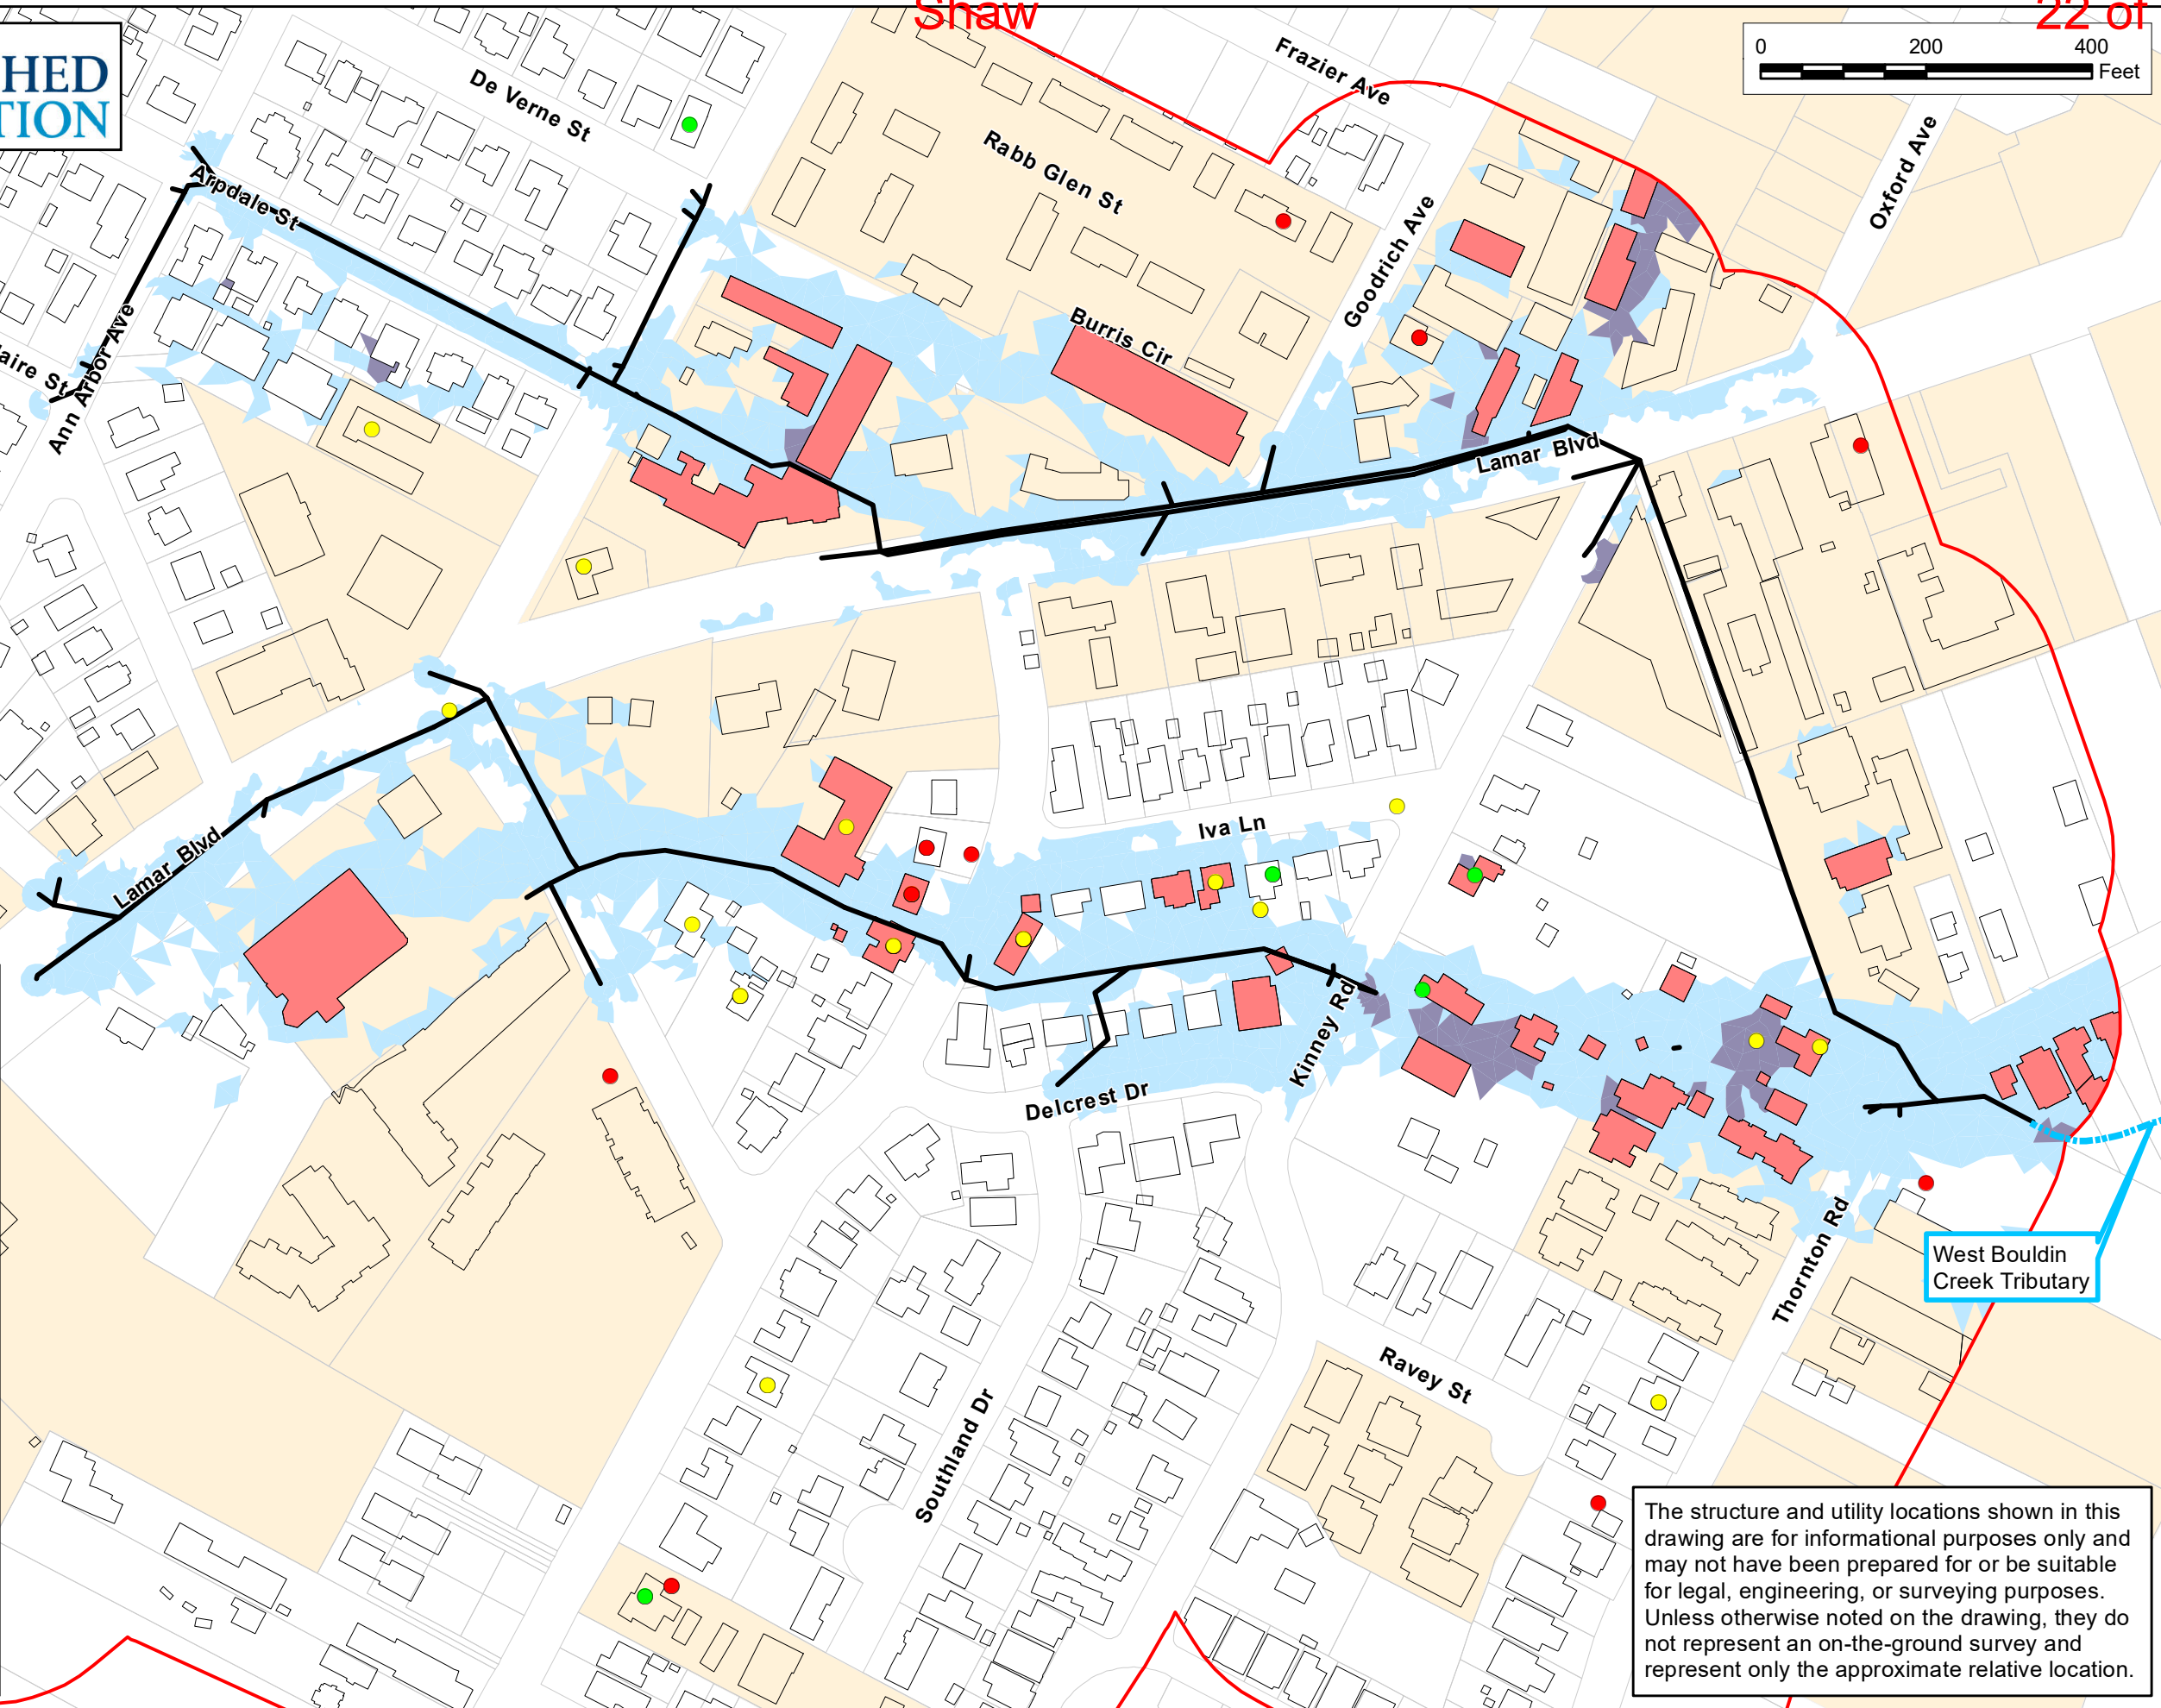 Shaw
22 of
HED
TION
0 200 400
Feet
Frazier Ave
De Verne St
Rabb Glen St
Oxford Ave
Arpdale St
Goodrich Ave
Burris Cir
Ann Arbor Ave
aire St
Lamar Blvd
Iva Ln
Lamar Blvd
Kinney Rd
Delcrest Dr
West Bouldin
Creek Tributary
Thornton Rd
Ravey St
Southland Dr
The structure and utility locations shown in this
drawing are for informational purposes only and
may not have been prepared for or be suitable
for legal, engineering, or surveying purposes.
Unless otherwise noted on the drawing, they do
not represent an on-the-ground survey and
represent only the approximate relative location.